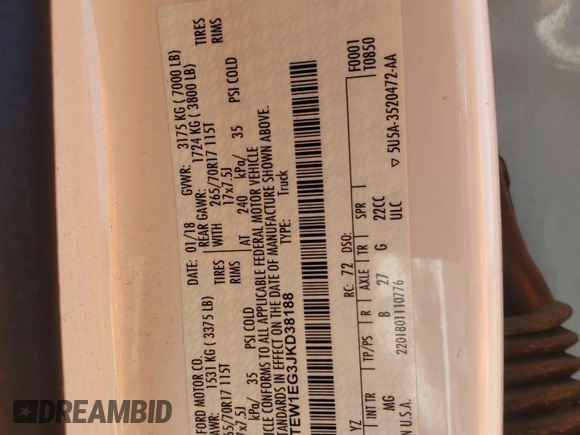 FORD MOTOR CO.
DATE: 01/18
GVWR: 3175 KG ( 7000 LB)
GAWR: 1531 KG ( 3375 LB)
REAR GAWR: 1724 KG ( 3800 LB)
265/70R17 115T TIRES WITH 265/70R17 115T TIRES
RIMS 17x7.5J RIMS
kPa/ 35 PSI COLD AT 240 kPa/ 35 PSI COLD
VEHICLE CONFORMS TO ALL APPLICABLE FEDERAL MOTOR VEHICLE
STANDARDS IN EFFECT ON THE DATE OF MANUFACTURE SHOWN ABOVE.
TEW1EG3JKD38188
TYPE: Truck
F0001
T0850
RC: 72 DSO:
YZ
INT TR TP/PS R AXLE TR SPR
MG B 27 G 22CC
N U.S.A. 2201801110776 ULC
▽ 5U5A-3520472-AA
DREAMBID